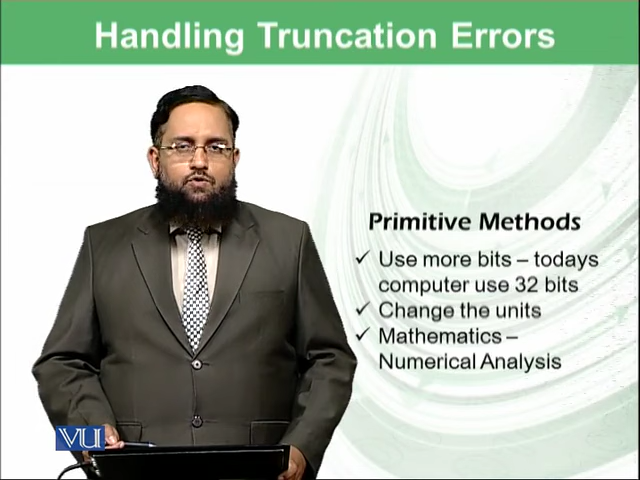 Handling Truncation Errors
Primitive Methods
✓ Use more bits – todays
computer use 32 bits
✓ Change the units
✓ Mathematics –
Numerical Analysis
VU